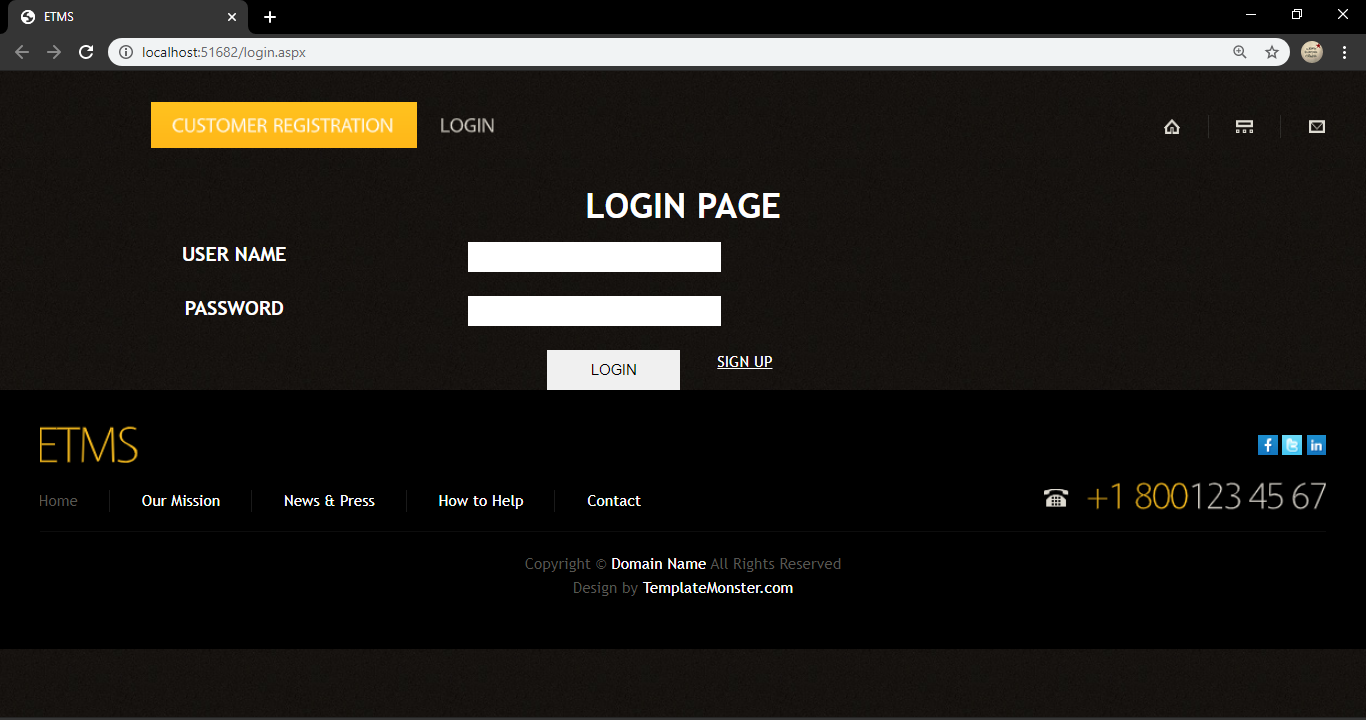 ETMS
localhost:51682/login.aspx
CUSTOMER REGISTRATION LOGIN
LOGIN PAGE
USER NAME
PASSWORD
LOGIN SIGN UP
ETMS
Home Our Mission News & Press How to Help Contact +1 800123 45 67
Copyright © Domain Name All Rights Reserved
Design by TemplateMonster.com